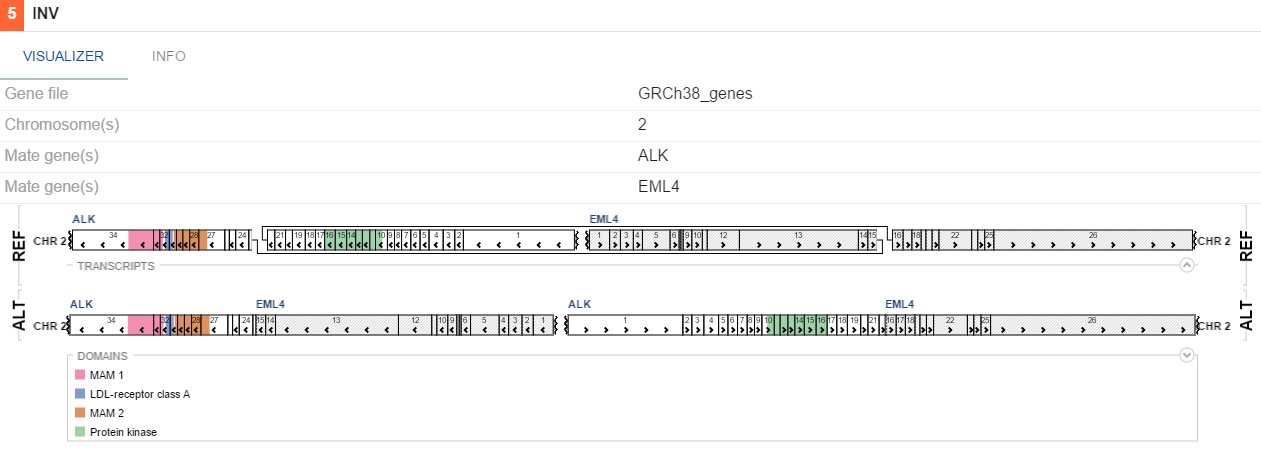 5 INV
VISUALIZER INFO
Gene file GRCh38_genes
Chromosome(s) 2
Mate gene(s) ALK
Mate gene(s) EML4
ALK EML4
REF CHR 2 34 32 28 27 24 21 19 18 17 16 15 14 10 9 8 7 6 5 4 3 2 1 1 2 3 4 5 6 9 10 12 13 14 15 16 18 22 25 26 CHR 2 REF
TRANSCRIPTS
ALK EML4 ALK EML4
ALT CHR 2 34 32 28 27 24 15 14 13 12 10 9 6 5 4 3 2 1 1 2 3 4 5 6 7 8 9 10 14 15 16 17 18 19 21 16 17 18 22 25 26 CHR 2 ALT
DOMAINS
MAM 1
LDL-receptor class A
MAM 2
Protein kinase